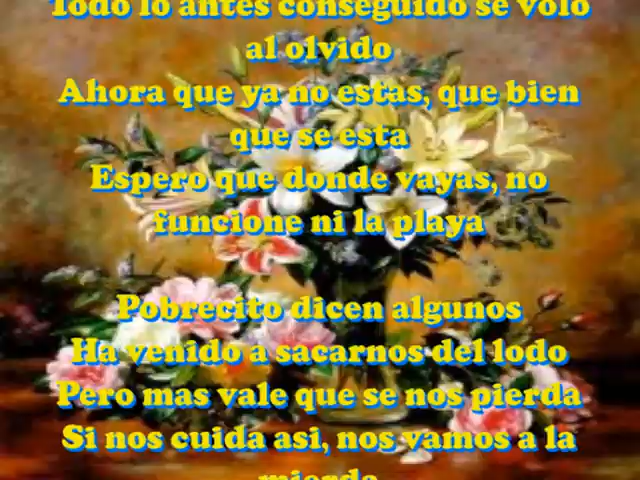 Todo lo antes conseguido se volo
al olvido
Ahora que ya no estas, que bien
que se esta
Espero que donde vayas, no
funcione ni la playa
Pobrecito dicen algunos
Ha venido a sacarnos del lodo
Pero mas vale que se nos pierda
Si nos cuida asi, nos vamos a la
mierda